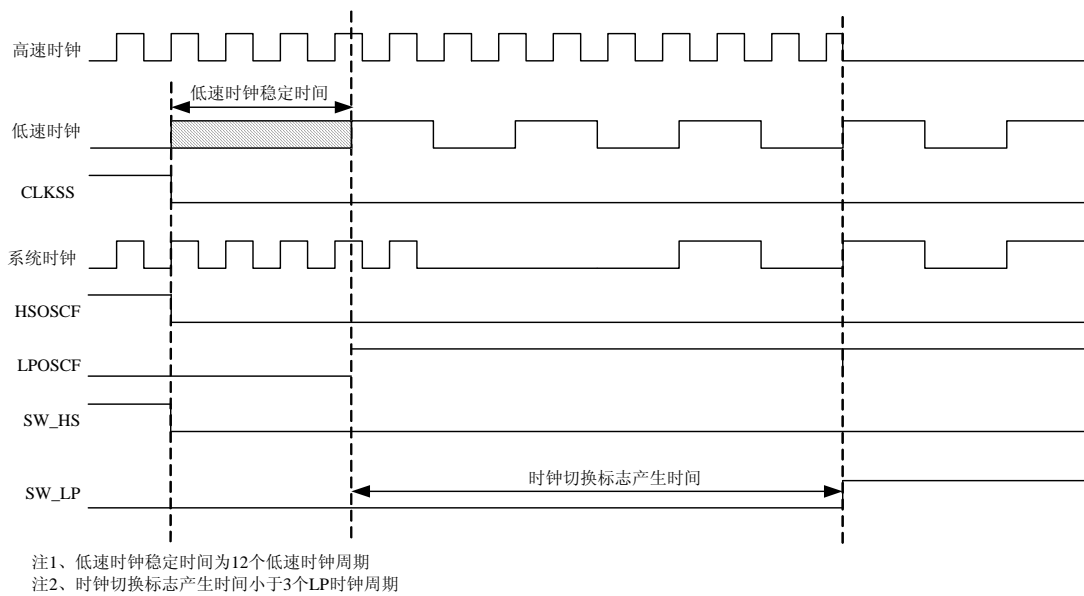 高速时钟
低速时钟稳定时间
低速时钟
CLKSS
系统时钟
HSOSCF
LPOSCF
SW_HS
时钟切换标志产生时间
SW_LP
注1、低速时钟稳定时间为12个低速时钟周期
注2、时钟切换标志产生时间小于3个LP时钟周期